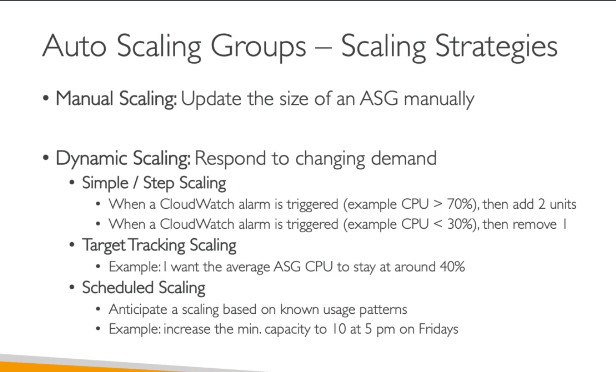 Auto Scaling Groups – Scaling Strategies
• Manual Scaling: Update the size of an ASG manually
• Dynamic Scaling: Respond to changing demand
• Simple / Step Scaling
• When a CloudWatch alarm is triggered (example CPU > 70%), then add 2 units
• When a CloudWatch alarm is triggered (example CPU < 30%), then remove 1
• Target Tracking Scaling
• Example: I want the average ASG CPU to stay at around 40%
• Scheduled Scaling
• Anticipate a scaling based on known usage patterns
• Example: increase the min. capacity to 10 at 5 pm on Fridays